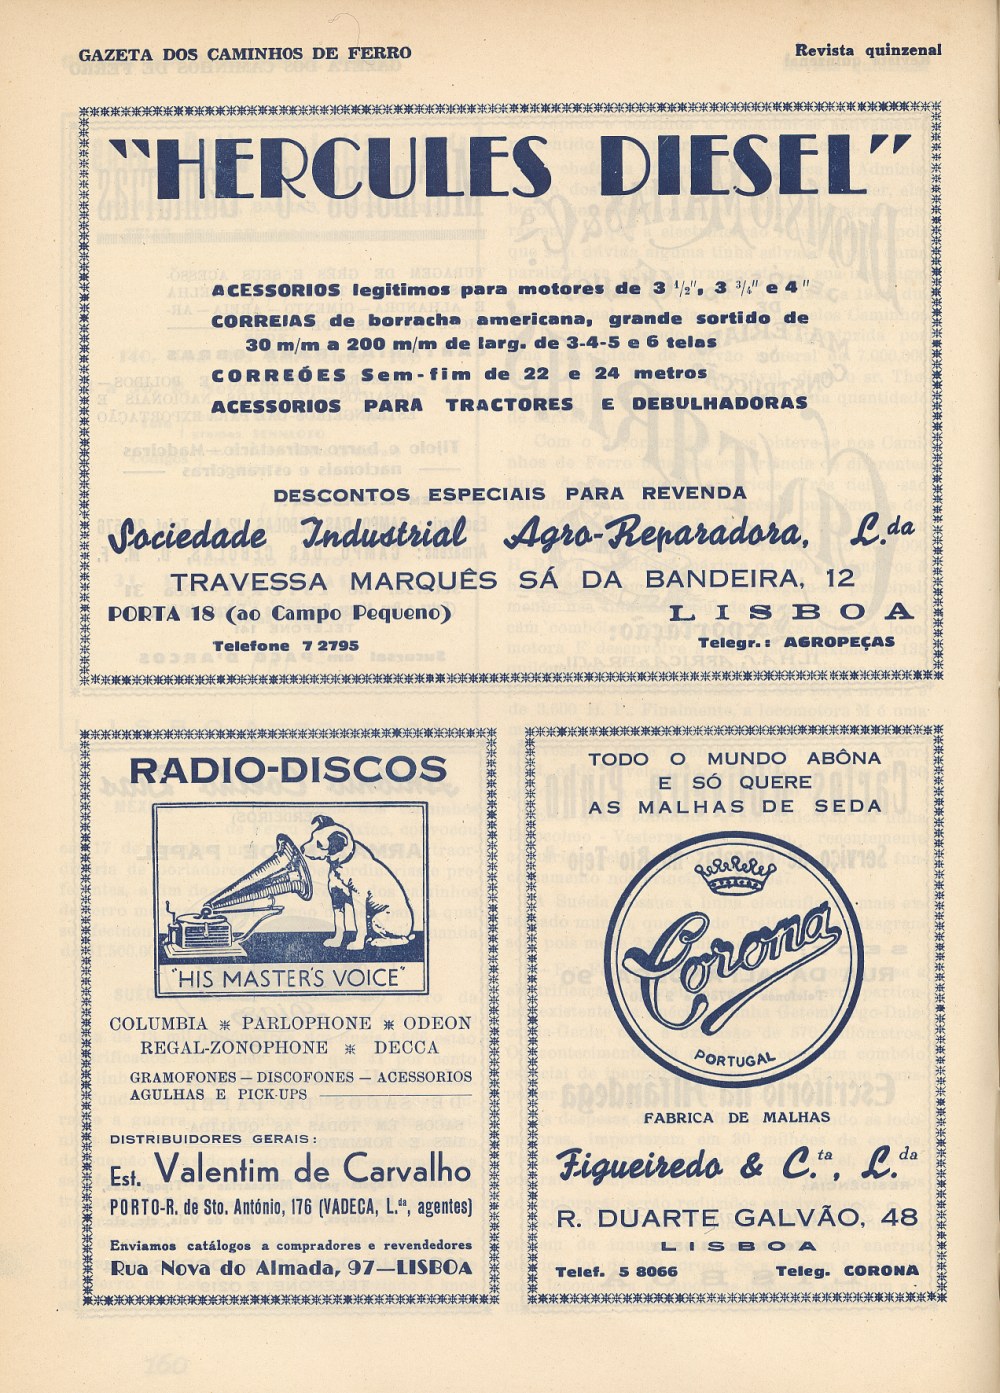 GAZETA DOS CAMINHOS DE FERRO
Revista quinzenal
"HERCULES DIESEL"
ACESSORIOS legitimos para motores de 3 1/2", 3 3/4" e 4"
CORREIAS de borracha americana, grande sortido de
30 m/m a 200 m/m de larg. de 3-4-5 e 6 telas
CORREÕES Sem-fim de 22 e 24 metros
ACESSORIOS PARA TRACTORES E DEBULHADORAS
DESCONTOS ESPECIAIS PARA REVENDA
Sociedade Industrial Agro-Reparadora, L.da
TRAVESSA MARQUÊS SÁ DA BANDEIRA, 12
PORTA 18 (ao Campo Pequeno) LISBOA
Telefone 7 2795 Telegr.: AGROPEÇAS
RADIO-DISCOS
"HIS MASTER'S VOICE"
COLUMBIA * PARLOPHONE * ODEON
REGAL-ZONOPHONE * DECCA
GRAMOFONES — DISCOFONES — ACESSORIOS
AGULHAS E PICK-UPS
DISTRIBUIDORES GERAIS:
Est. Valentim de Carvalho
PORTO-R. de Sto. António, 176 (VADECA, L.da, agentes)
Enviamos catálogos a compradores e revendedores
Rua Nova do Almada, 97—LISBOA
TODO O MUNDO ABÔNA
E SÓ QUERE
AS MALHAS DE SEDA
Corona
PORTUGAL
FABRICA DE MALHAS
Figueiredo & C.ta, L.da
R. DUARTE GALVÃO, 48
LISBOA
Telef. 5 8066 Teleg. CORONA